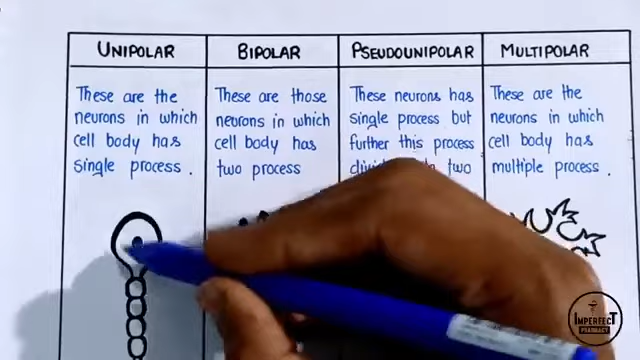 UNIPOLAR
BIPOLAR
PSEUDOUNIPOLAR
MULTIPOLAR
These are the
neurons in which
cell body has
single process.
These are those
neurons in which
cell body has
two process
These neurons has
single process but
further this process
two
These are the
neurons in which
cell body has
multiple process.
IMPERFECT
PHARMACY